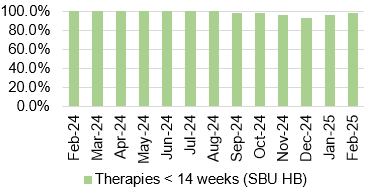 100.0%
80.0%
60.0%
40.0%
20.0%
0.0%
Feb-24
Mar-24
Apr-24
May-24
Jun-24
Jul-24
Aug-24
Sep-24
Oct-24
Nov-24
Dec-24
Jan-25
Feb-25
Therapies < 14 weeks (SBU HB)